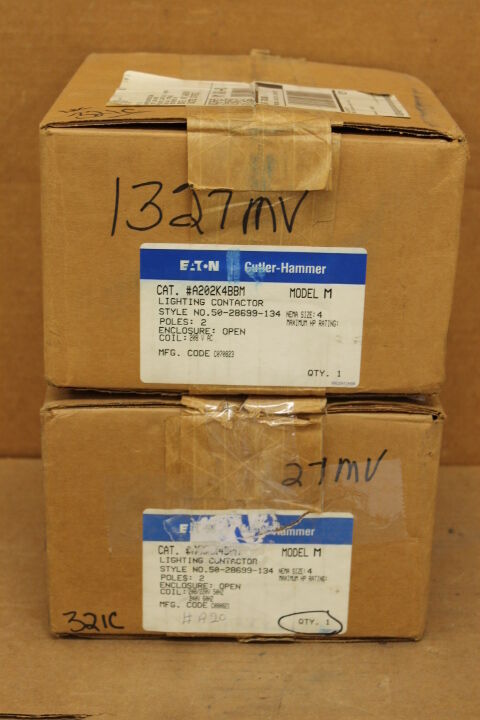 321C
1327MV
EATON Cutler-Hammer
CAT. #A202K4BBM MODEL M
LIGHTING CONTACTOR
STYLE NO.50-28699-134 NEMA SIZE:4
POLES: 2 MAXIMUM HP RATING:
ENCLOSURE: OPEN
COIL: 208 V AC
MFG. CODE C070823
QTY. 1
27MV
Hammer
CAT. MODEL M
LIGHTING CONTACTOR
STYLE NO.50-28699-134 NEMA SIZE:4
POLES: 2 MAXIMUM HP RATING:
ENCLOSURE: OPEN
COIL:
MFG. CODE
QTY. 1
321C
#A20